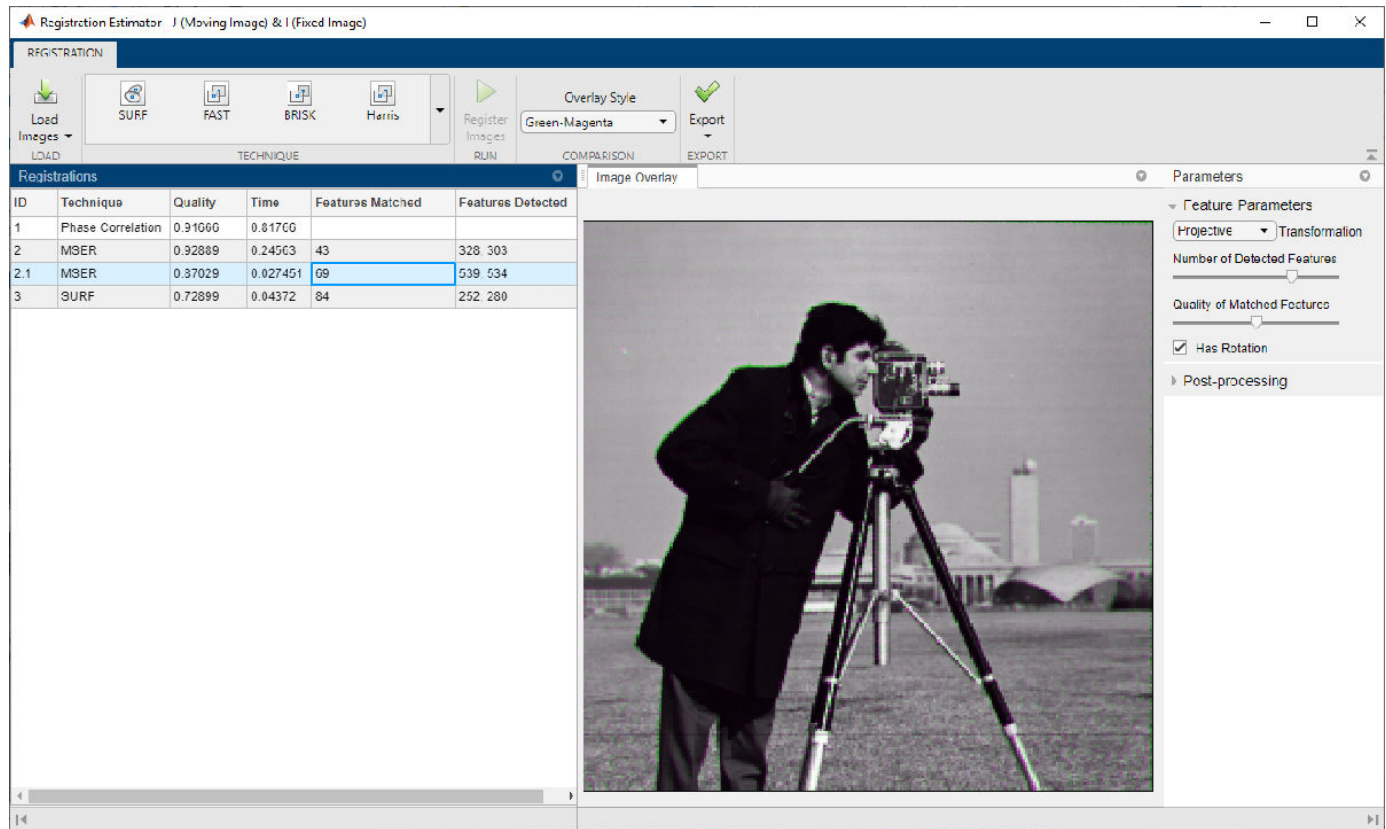 Registration Estimator - J (Moving Image) & I (Fixed Image)
REGISTRATION
Load Images
SURF
FAST
BRISK
Harris
Register Images
Overlay Style
Green-Magenta
Export
LOAD
TECHNIQUE
RUN
COMPARISON
EXPORT
Registrations
ID Technique Quality Time Features Matched Features Detected
1 Phase Correlation 0.91666 0.81766
2 MSER 0.92889 0.24563 43 328, 303
2.1 MSER 0.87029 0.027451 69 539, 534
3 SURF 0.72899 0.04372 84 252, 280
Image Overlay
Parameters
Feature Parameters
Projective Transformation
Number of Detected Features
Quality of Matched Features
Has Rotation
Post-processing